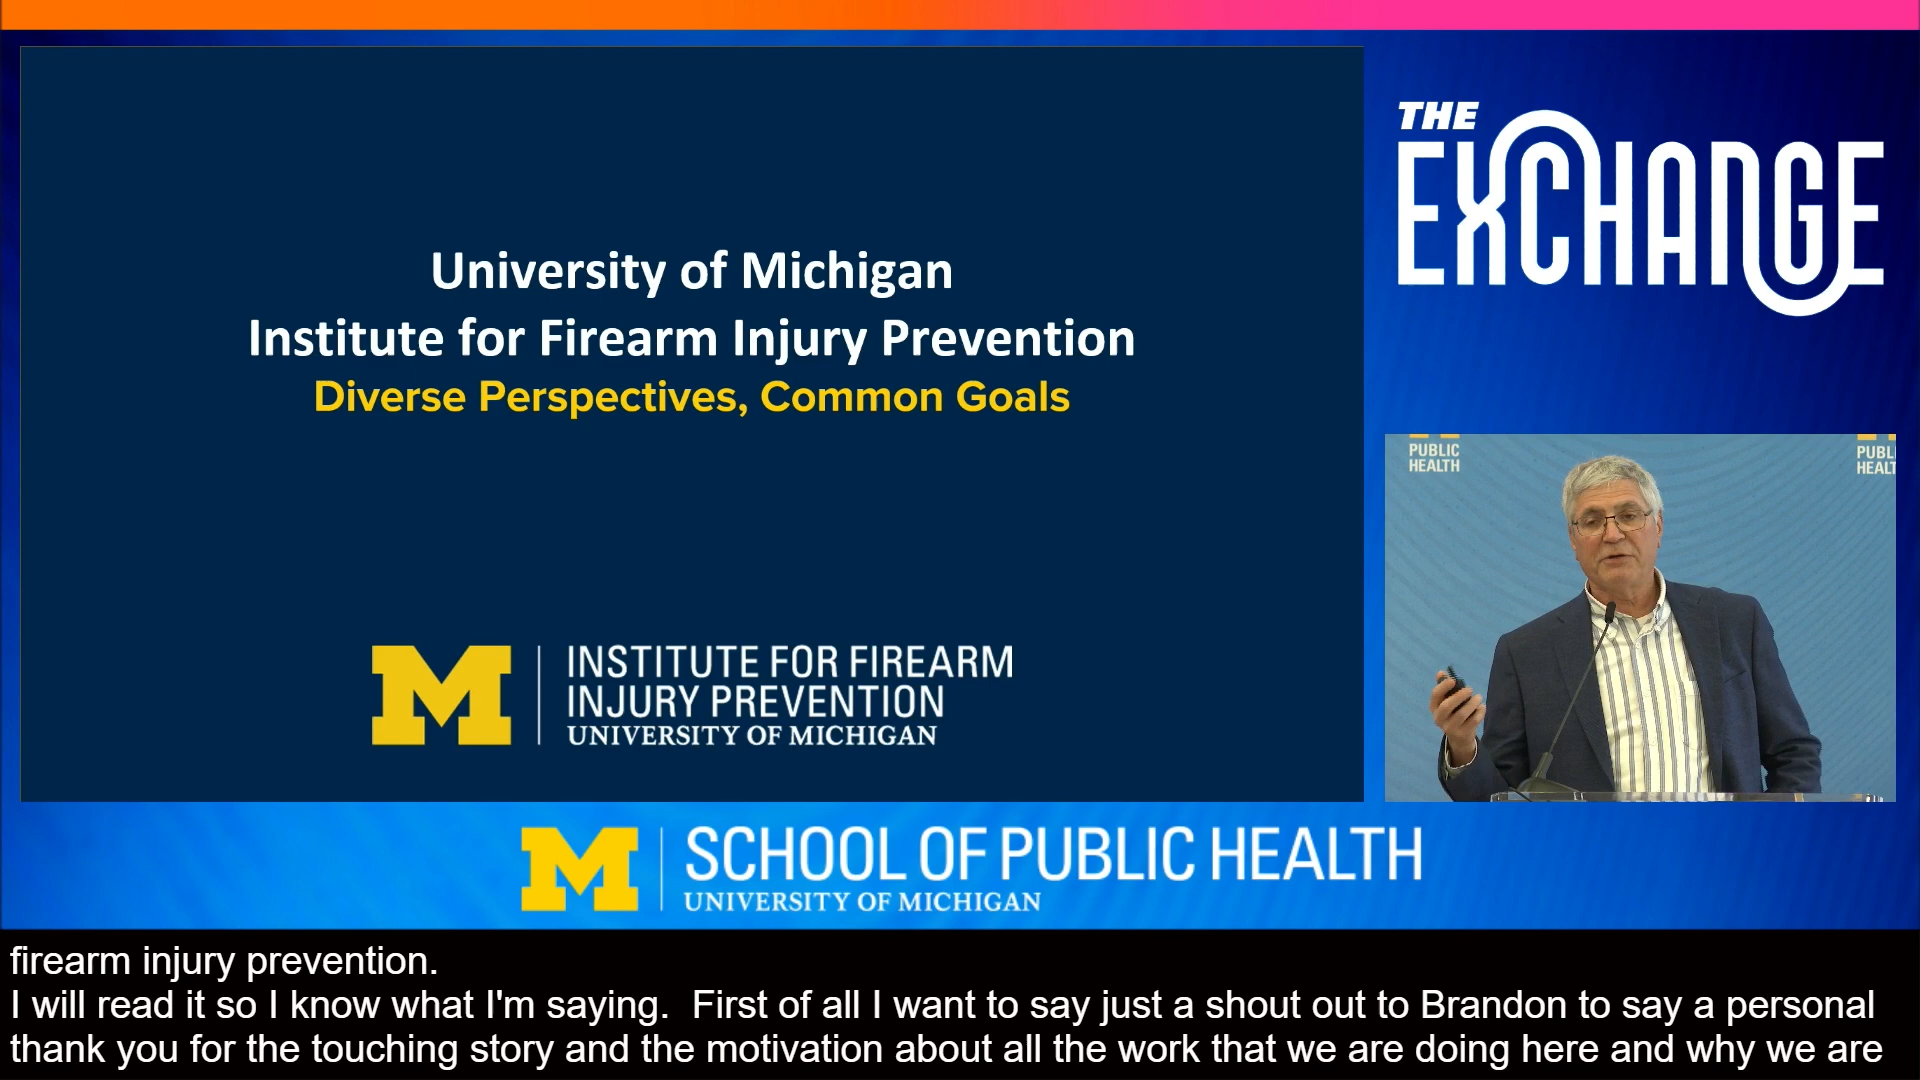 THE
EXCHANGE
University of Michigan
Institute for Firearm Injury Prevention
Diverse Perspectives, Common Goals
M
INSTITUTE FOR FIREARM
INJURY PREVENTION
UNIVERSITY OF MICHIGAN
PUBLIC
HEALTH
PUBL
HEALT
M
SCHOOL OF PUBLIC HEALTH
UNIVERSITY OF MICHIGAN
firearm injury prevention.
I will read it so I know what I'm saying.  First of all I want to say just a shout out to Brandon to say a personal
thank you for the touching story and the motivation about all the work that we are doing here and why we are